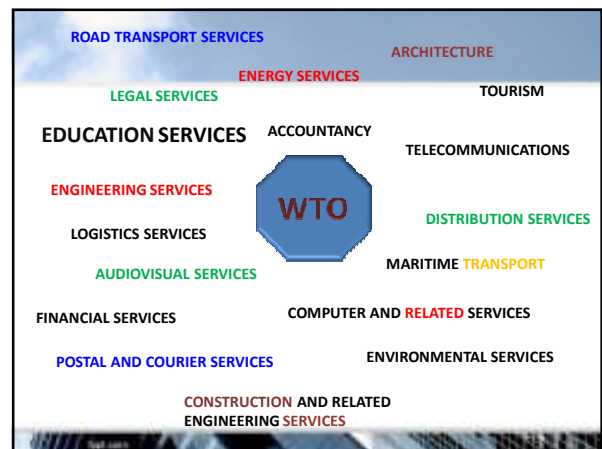 ROAD TRANSPORT SERVICES
ARCHITECTURE
ENERGY SERVICES
LEGAL SERVICES
TOURISM
EDUCATION SERVICES
ACCOUNTANCY
TELECOMMUNICATIONS
ENGINEERING SERVICES
WTO
DISTRIBUTION SERVICES
LOGISTICS SERVICES
MARITIME TRANSPORT
AUDIOVISUAL SERVICES
FINANCIAL SERVICES
COMPUTER AND RELATED SERVICES
POSTAL AND COURIER SERVICES
ENVIRONMENTAL SERVICES
CONSTRUCTION AND RELATED
ENGINEERING SERVICES